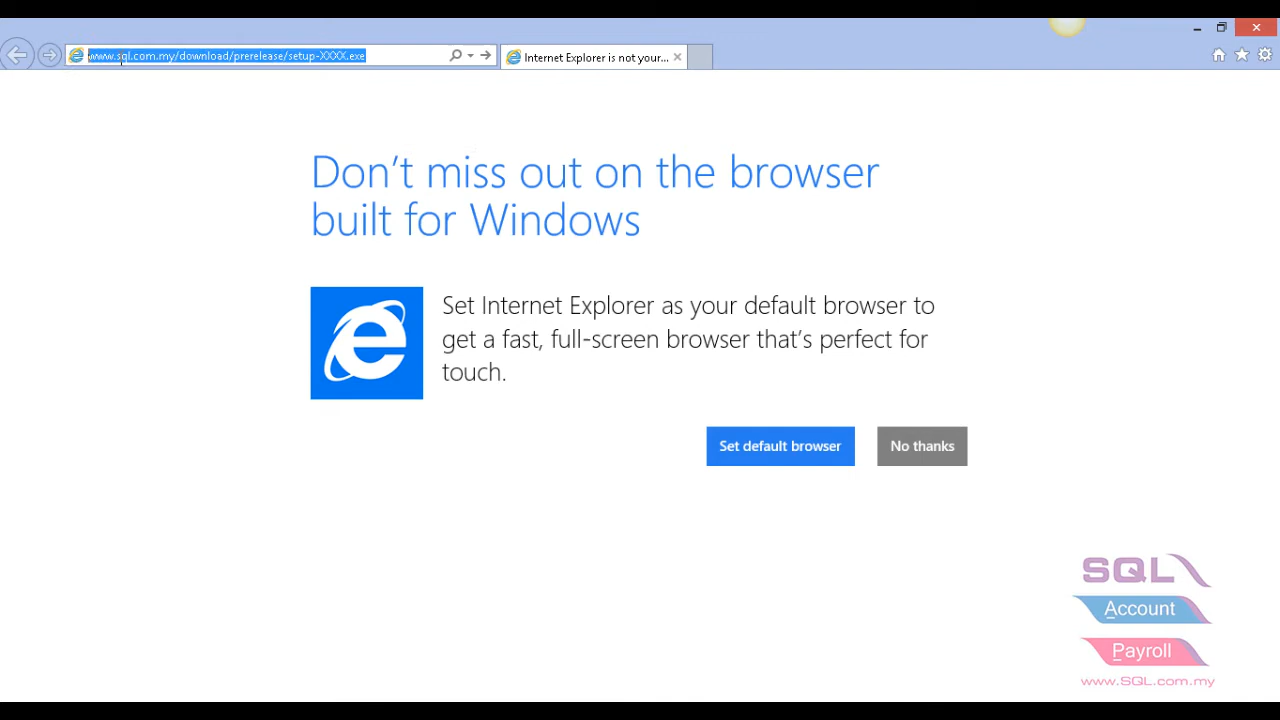 www.sql.com.my/download/prerelease/setup-XXXX.exe
Internet Explorer is not your...
Don't miss out on the browser
built for Windows
Set Internet Explorer as your default browser to
get a fast, full-screen browser that's perfect for
touch.
Set default browser
No thanks
SQL
Account
Payroll
www.SQL.com.my